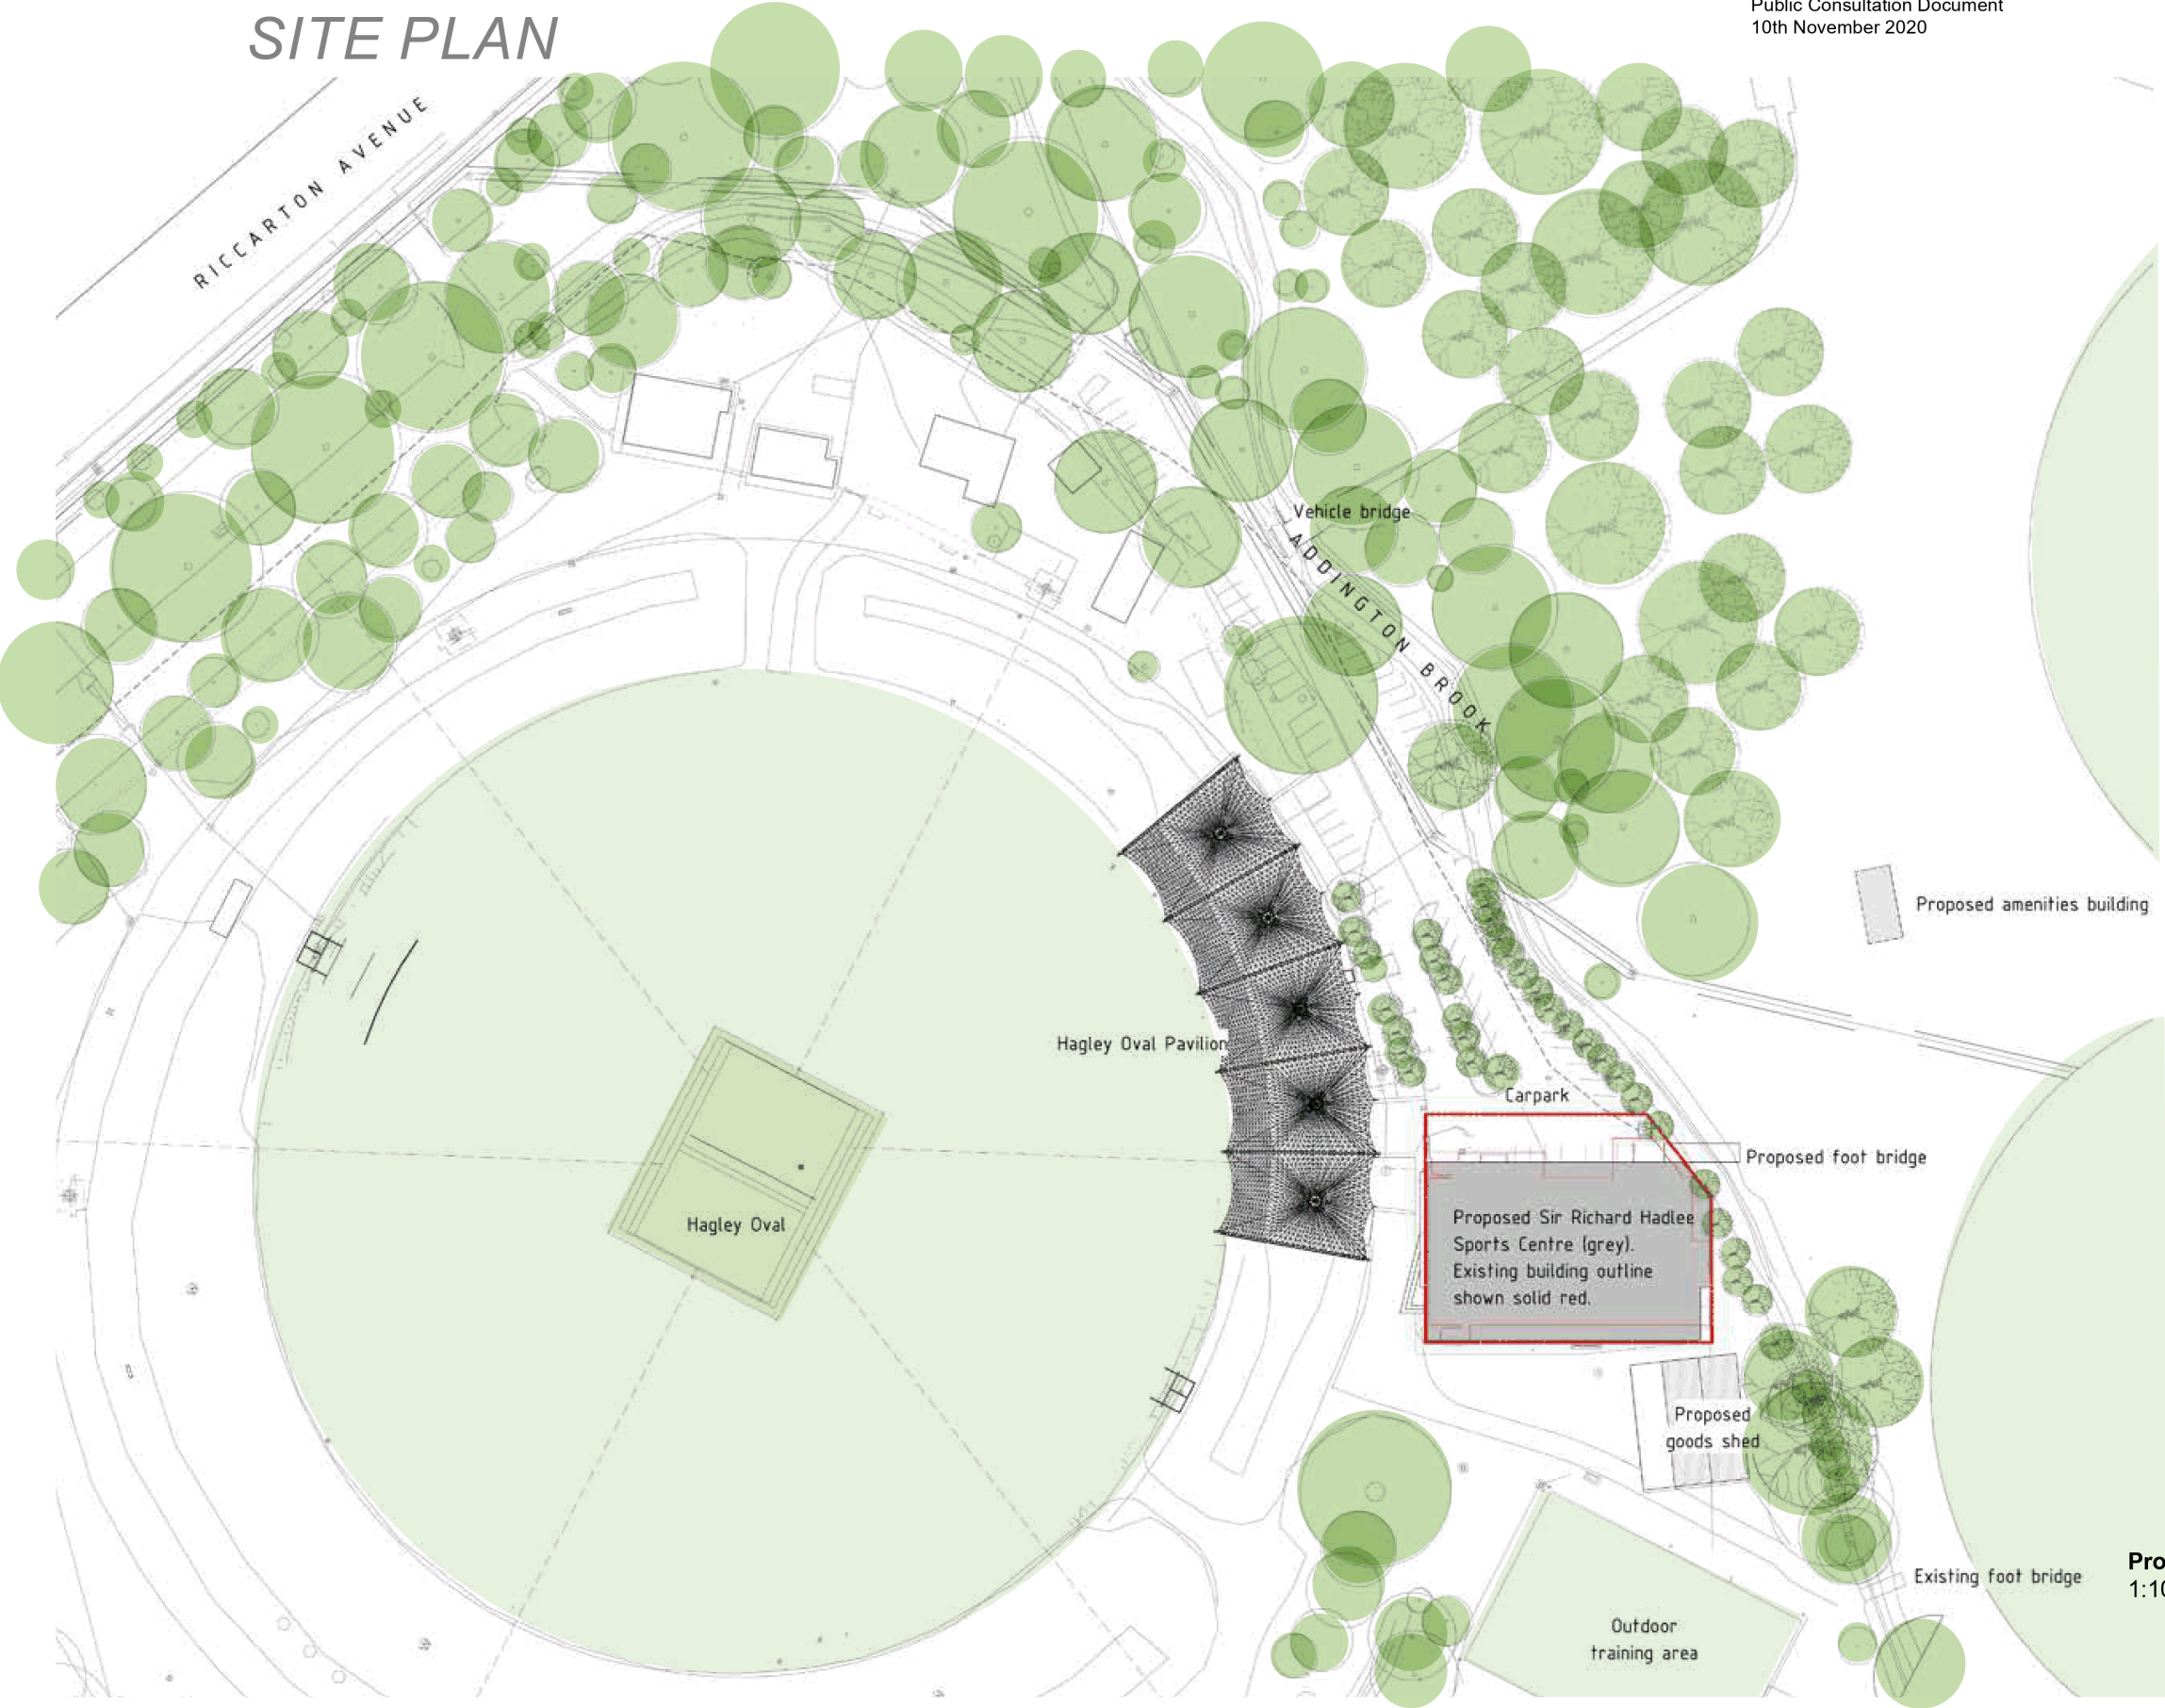 SITE PLAN
Public Consultation Document
10th November 2020
RICCARTON AVENUE
Vehicle bridge
ADDINGTON BROOK
Proposed amenities building
Hagley Oval Pavilion
Carpark
Proposed foot bridge
Hagley Oval
Proposed Sir Richard Hadlee
Sports Centre (grey).
Existing building outline
shown solid red.
Proposed
goods shed
Existing foot bridge
Outdoor
training area